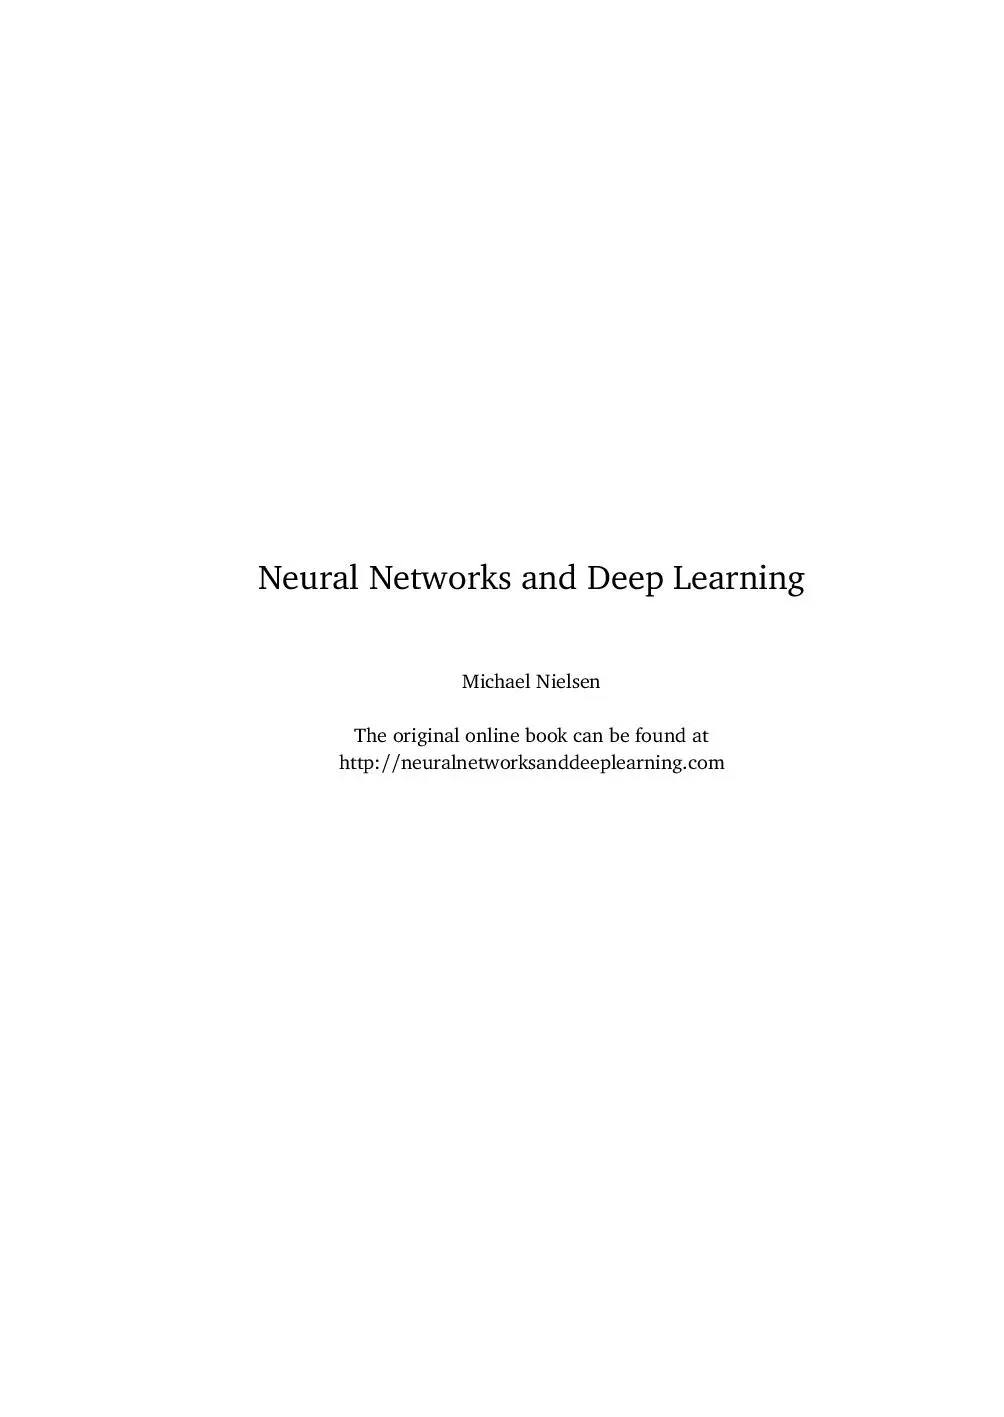 Neural Networks and Deep Learning
Michael Nielsen
The original online book can be found at
http://neuralnetworksanddeeplearning.com